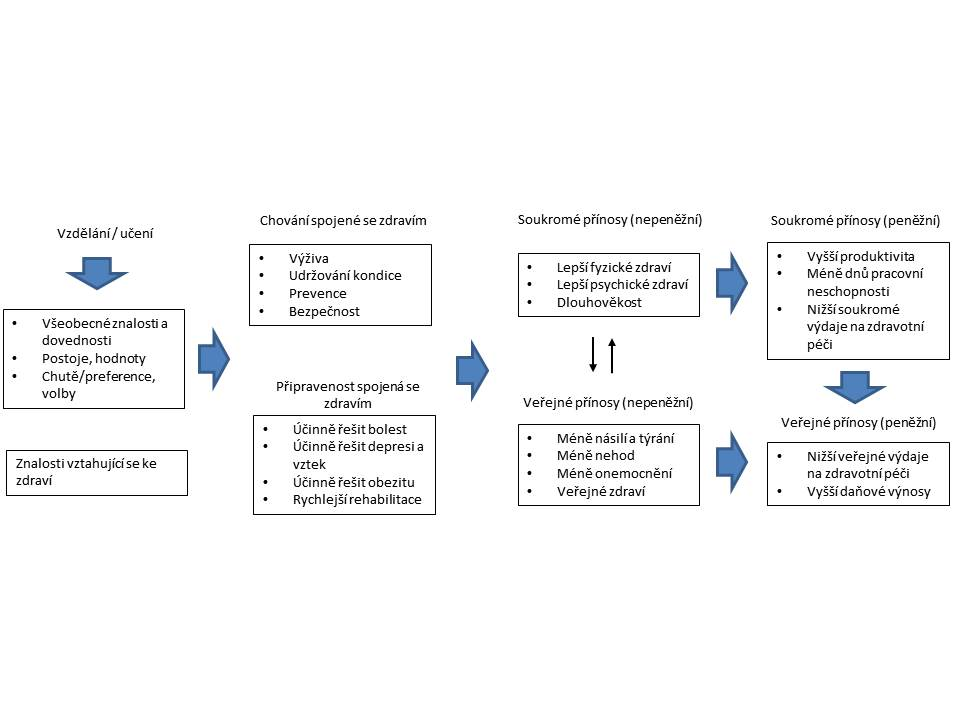 Vzdělání / učení
• Všeobecné znalosti a
dovednosti
• Postoje, hodnoty
• Chutě/preference,
volby
Znalosti vztahující se ke
zdraví
Chování spojené se zdravím
• Výživa
• Udržování kondice
• Prevence
• Bezpečnost
Připravenost spojená se
zdravím
• Účinně řešit bolest
• Účinně řešit depresi a
vztek
• Účinně řešit obezitu
• Rychlejší rehabilitace
Soukromé přínosy (nepeněžní)
• Lepší fyzické zdraví
• Lepší psychické zdraví
• Dlouhověkost
Veřejné přínosy (nepeněžní)
• Méně násilí a týrání
• Méně nehod
• Méně onemocnění
• Veřejné zdraví
Soukromé přínosy (peněžní)
• Vyšší produktivita
• Méně dnů pracovní
neschopnosti
• Nižší soukromé
výdaje na zdravotní
péči
Veřejné přínosy (peněžní)
• Nižší veřejné výdaje
na zdravotní péči
• Vyšší daňové výnosy